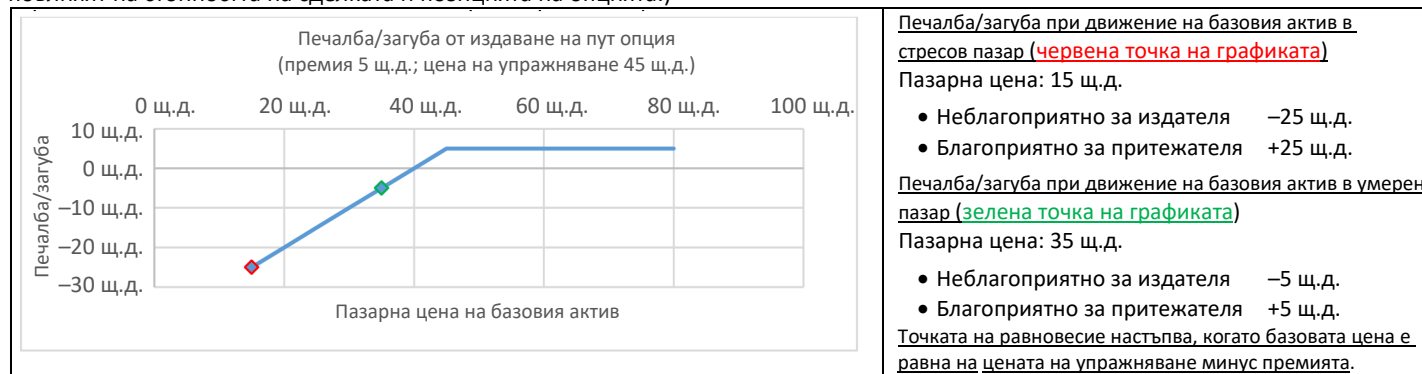 Печалба/загуба от издаване на пут опция
(премия 5 щ.д.; цена на упражняване 45 щ.д.)
0 щ.д. 20 щ.д. 40 щ.д. 60 щ.д. 80 щ.д. 100 щ.д.
10 щ.д.
0 щ.д.
–10 щ.д.
–20 щ.д.
–30 щ.д.
Печалба/загуба
Пазарна цена на базовия актив
Печалба/загуба при движение на базовия актив в
стресов пазар (червена точка на графиката)
Пазарна цена: 15 щ.д.
• Неблагоприятно за издателя –25 щ.д.
• Благоприятно за притежателя +25 щ.д.
Печалба/загуба при движение на базовия актив в умерен
пазар (зелена точка на графиката)
Пазарна цена: 35 щ.д.
• Неблагоприятно за издателя –5 щ.д.
• Благоприятно за притежателя +5 щ.д.
Точката на равновесие настъпва, когато базовата цена е
равна на цената на упражняване минус премията.